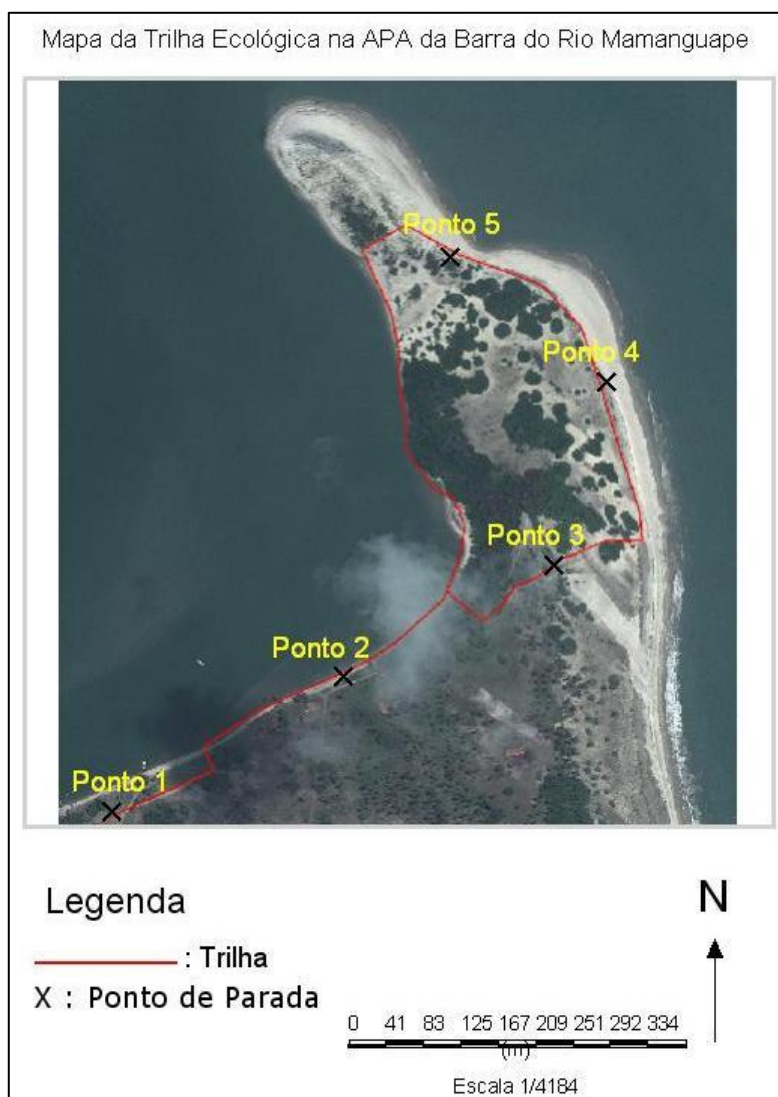 Mapa da Trilha Ecológica na APA da Barra do Rio Mamanguape
Ponto 5
Ponto 4
Ponto 3
Ponto 2
Ponto 1
Legenda
N
: Trilha
X : Ponto de Parada
0 41 83 125 167 209 251 292 334
(m)
Escala 1/4184